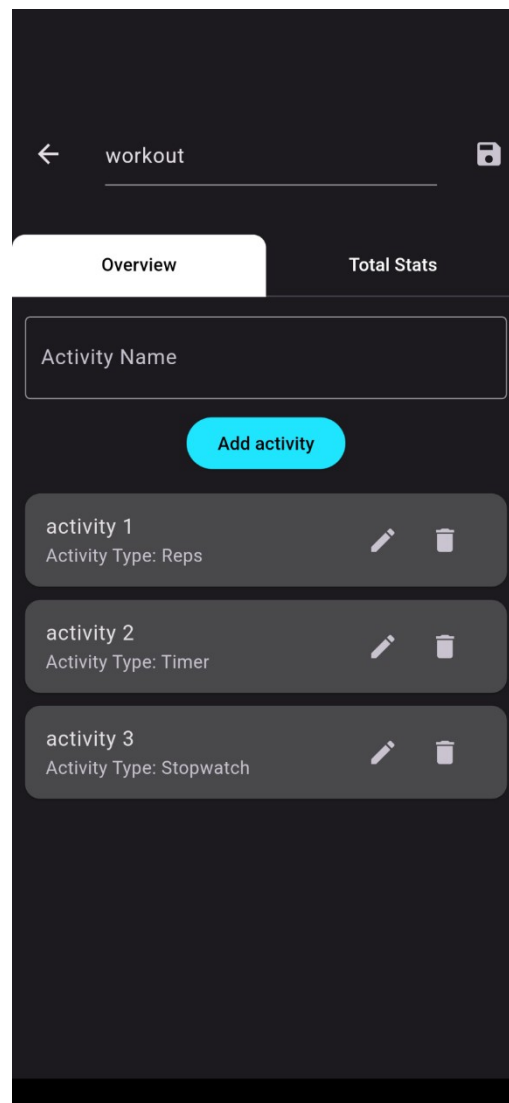 workout
Overview
Total Stats
Activity Name
Add activity
activity 1
Activity Type: Reps
activity 2
Activity Type: Timer
activity 3
Activity Type: Stopwatch